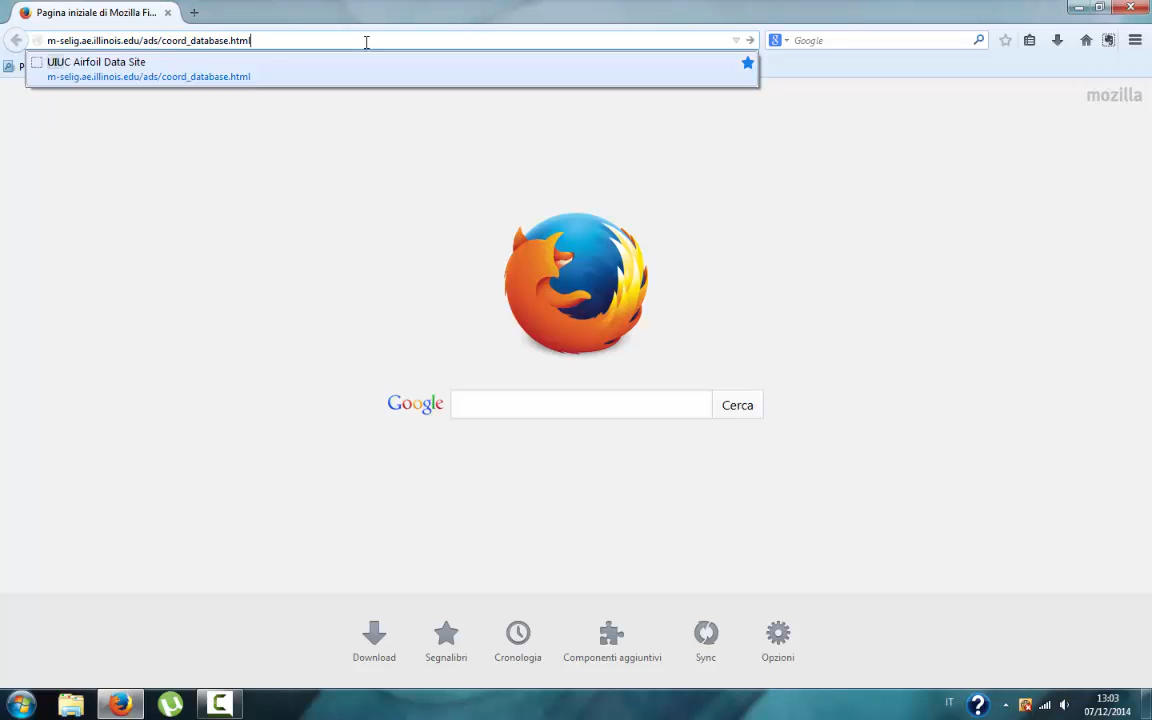 Pagina iniziale di Mozilla Fi...
m-selig.ae.illinois.edu/ads/coord_database.html
Google
UIUC Airfoil Data Site
m-selig.ae.illinois.edu/ads/coord_database.html
mozilla
Google
Cerca
Download
Segnalibri
Cronologia
Componenti aggiuntivi
Sync
Opzioni
IT
13:03
07/12/2014